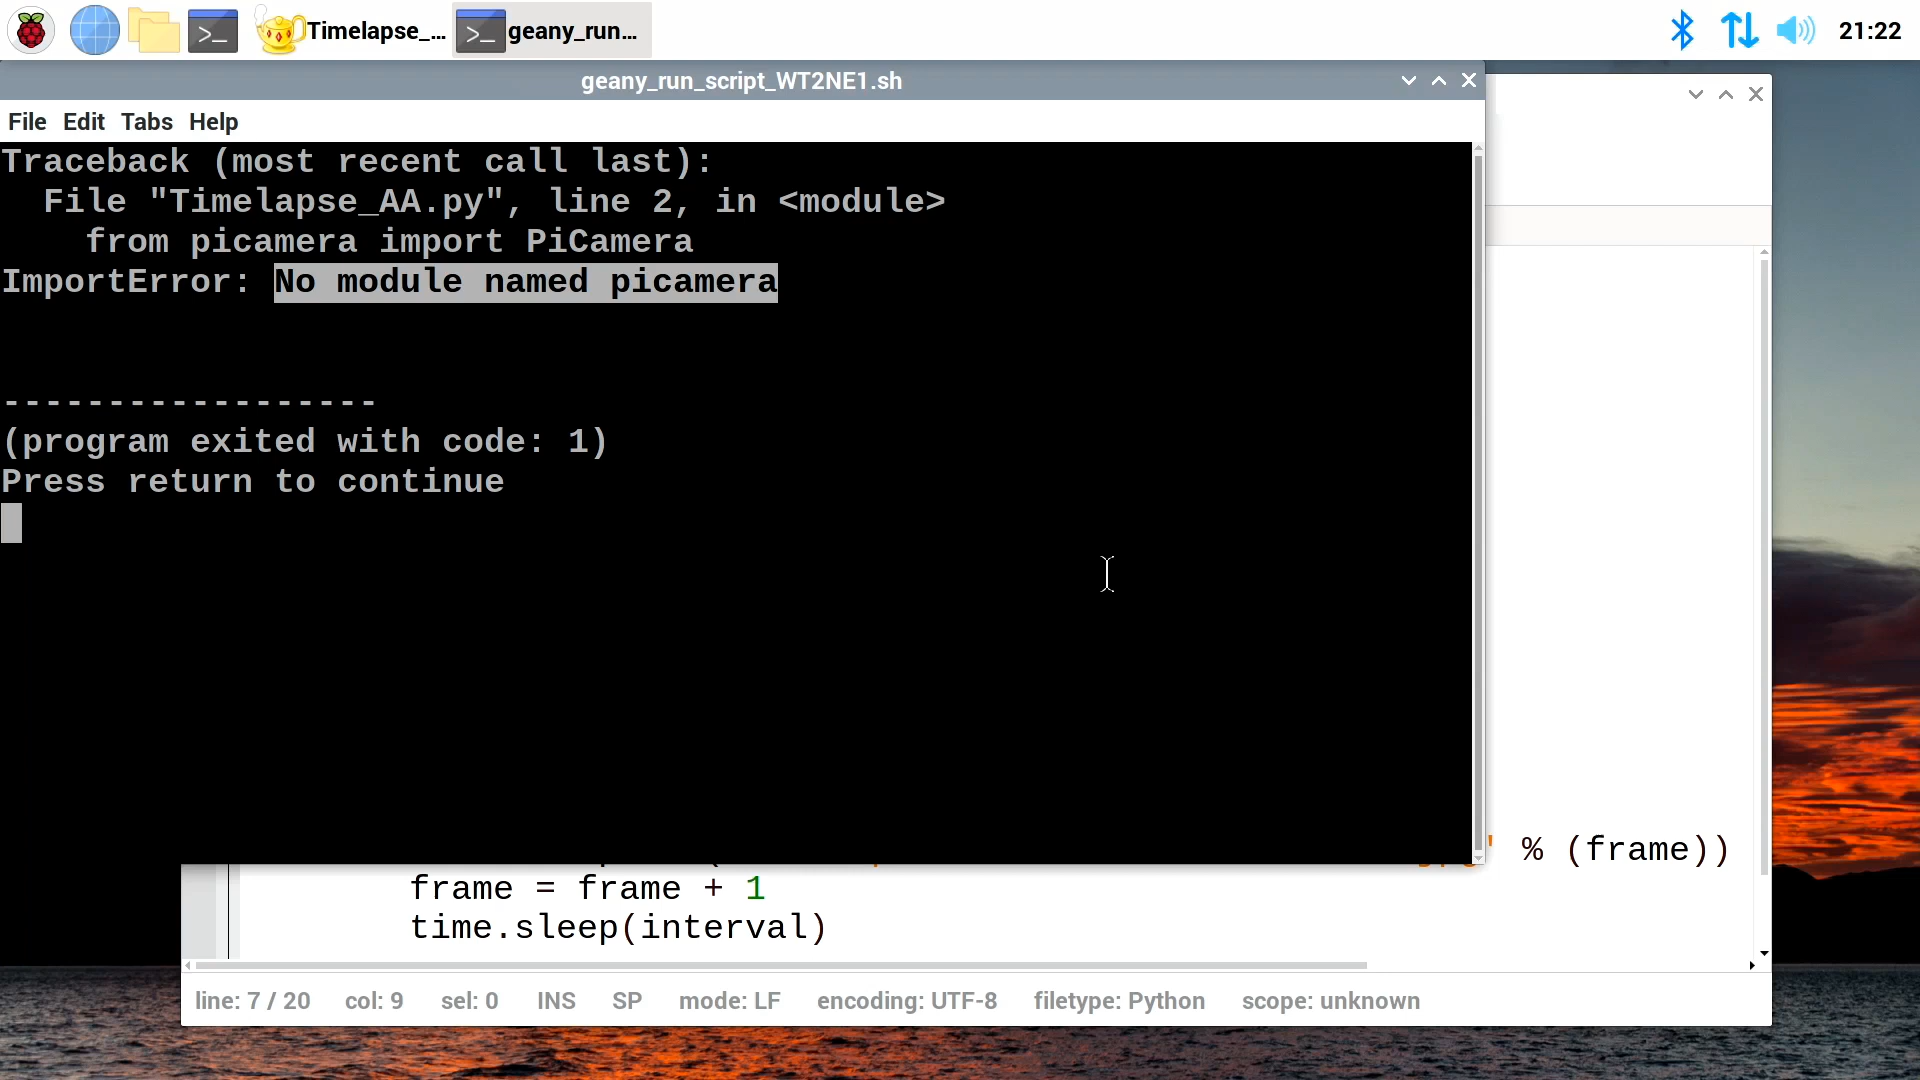 Timelapse_...
geany_run...
21:22
geany_run_script_WT2NE1.sh
File Edit Tabs Help
Traceback (most recent call last):
File "Timelapse_AA.py", line 2, in <module>
from picamera import PiCamera
ImportError: No module named picamera
------------------
(program exited with code: 1)
Press return to continue
' % (frame))
frame = frame + 1
time.sleep(interval)
line: 7 / 20 col: 9 sel: 0 INS SP mode: LF encoding: UTF-8 filetype: Python scope: unknown